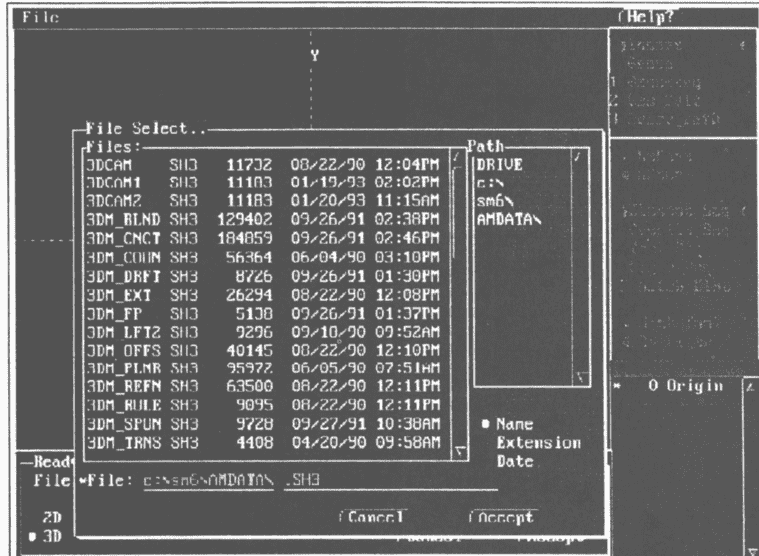 File
Help?
Y
File Select..
Files:
Path
3DCAM SH3 11732 08/22/90 12:04PM
DRIVE
3DCAM1 SH3 11183 01/19/93 02:02PM
c:\
3DCAM2 SH3 11183 01/20/93 11:15AM
sm6\
3DM_BLND SH3 129402 09/26/91 02:38PM
AMDATA\
3DM_CNCT SH3 184859 09/26/91 02:46PM
3DM_COUN SH3 56364 06/04/90 03:10PM
3DM_DRFT SH3 8726 09/26/91 01:30PM
3DM_EXT SH3 26294 08/22/90 12:08PM
3DM_FP SH3 5138 09/26/91 01:37PM
3DM_LFT2 SH3 9296 09/10/90 09:52AM
3DM_OFFS SH3 40145 08/22/90 12:10PM
3DM_PLNR SH3 95972 06/05/90 07:51AM
3DM_REFN SH3 63500 08/22/90 12:11PM
* 0 Origin
3DM_RULE SH3 9095 08/22/90 12:11PM
3DM_SPUN SH3 9728 09/27/91 10:38AM
Name
3DM_TRNS SH3 4408 04/20/90 09:58AM
Extension
Date
Read
File
*File: c:\sm6\AMDATA\ .SH3
2D
Cancel
Accept
3D